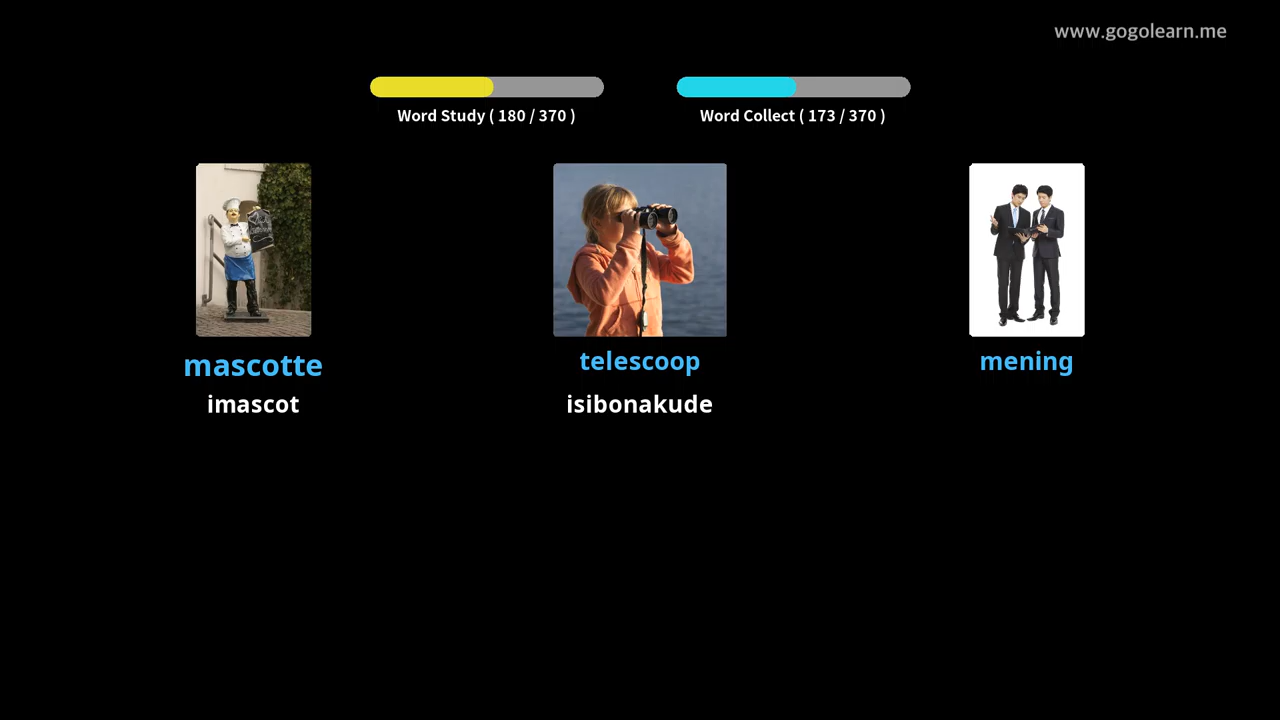 www.gogolearn.me
Word Study ( 180 / 370 )
Word Collect ( 173 / 370 )
mascotte
telescoop
mening
imascot
isibonakude